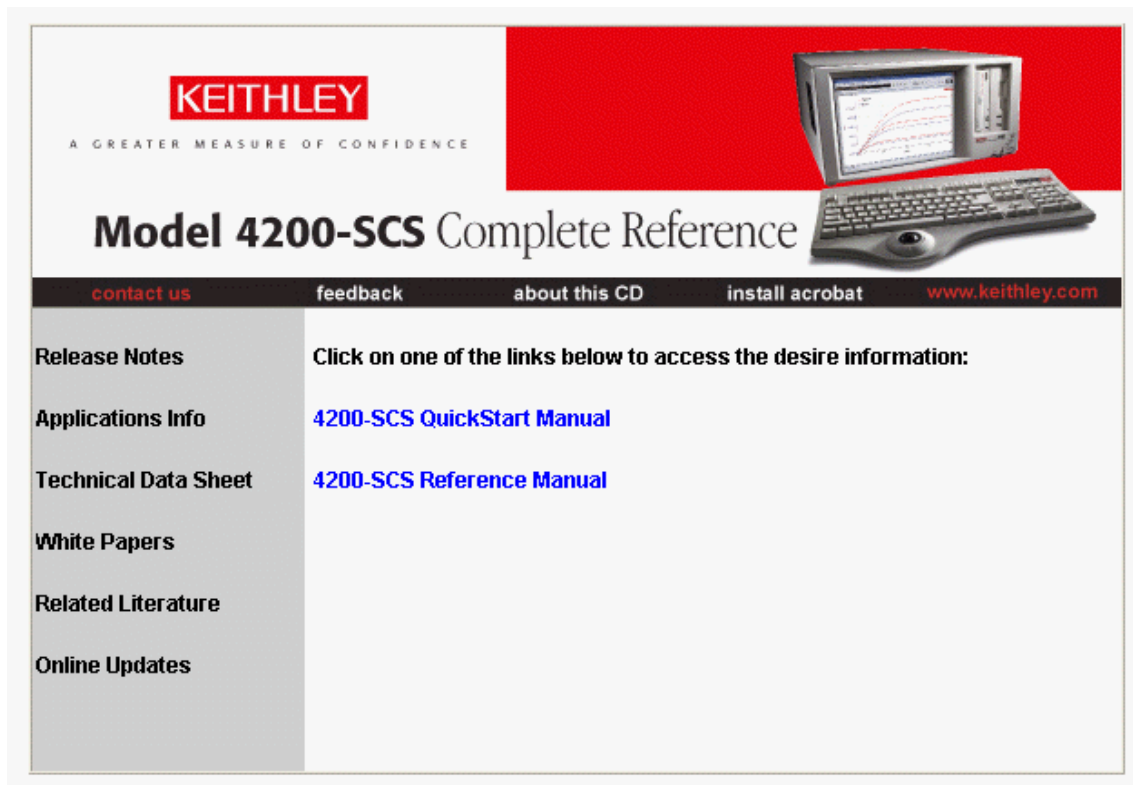 KEITHLEY
A GREATER MEASURE OF CONFIDENCE
Model 4200-SCS Complete Reference
contact us feedback about this CD install acrobat www.keithley.com
Release Notes
Click on one of the links below to access the desire information:
Applications Info
4200-SCS QuickStart Manual
Technical Data Sheet
4200-SCS Reference Manual
White Papers
Related Literature
Online Updates